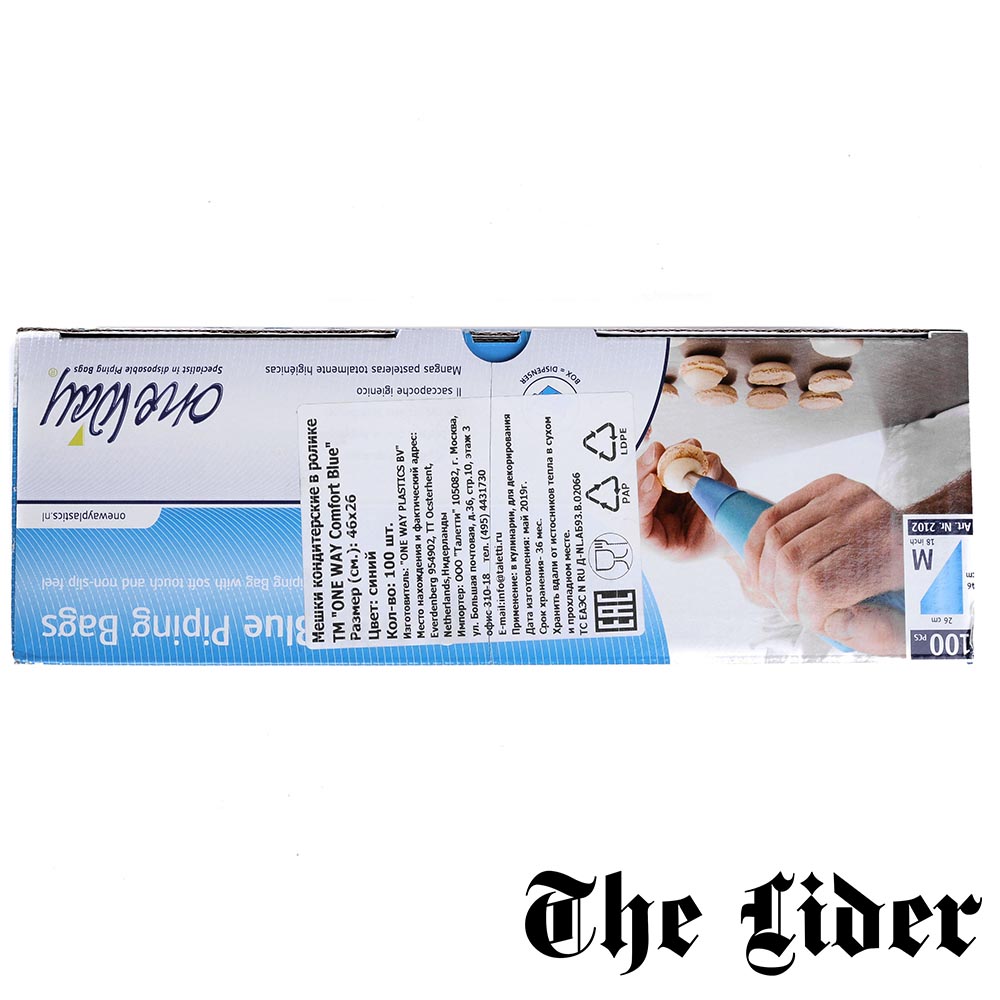 oneway®
Specialist in disposable Piping Bags
onewayplastics.nl
Il saccapoche igienico
Mangas pasteleras totalmente higiénicas
BOX = DISPENSER
Blue Piping Bags
Piping Bag with soft touch and non-slip feel
Мешки кондитерские в ролике
ТМ "ONE WAY Comfort Blue"
Размер (см.): 46х26
Цвет: синий
Кол-во: 100 шт.
Изготовитель: "ONE WAY PLASTICS BV"
Место нахождения и фактический адрес:
Everdenberg 954902, TT Oosterhent,
Netherlands,Нидерланды
Импортер: ООО "Талетти" 105082, г. Москва,
ул. Большая почтовая, д.36, стр.10, этаж 3
офис-310-18 тел. (495) 4431730
E-mail:info@taletti.ru
Применение: в кулинарии, для декорирования
Дата изготовления: май 2019г.
Срок хранения- 36 мес.
Хранить вдали от истосников тепла в сухом
и прохладном месте.
ТС ЕАЭС N RU Д-NLАБ93.В.02066
EAC
PAP
LDPE
Art. Nr. 2102
M
18 inch
26 cm
100 PCS
The Lider